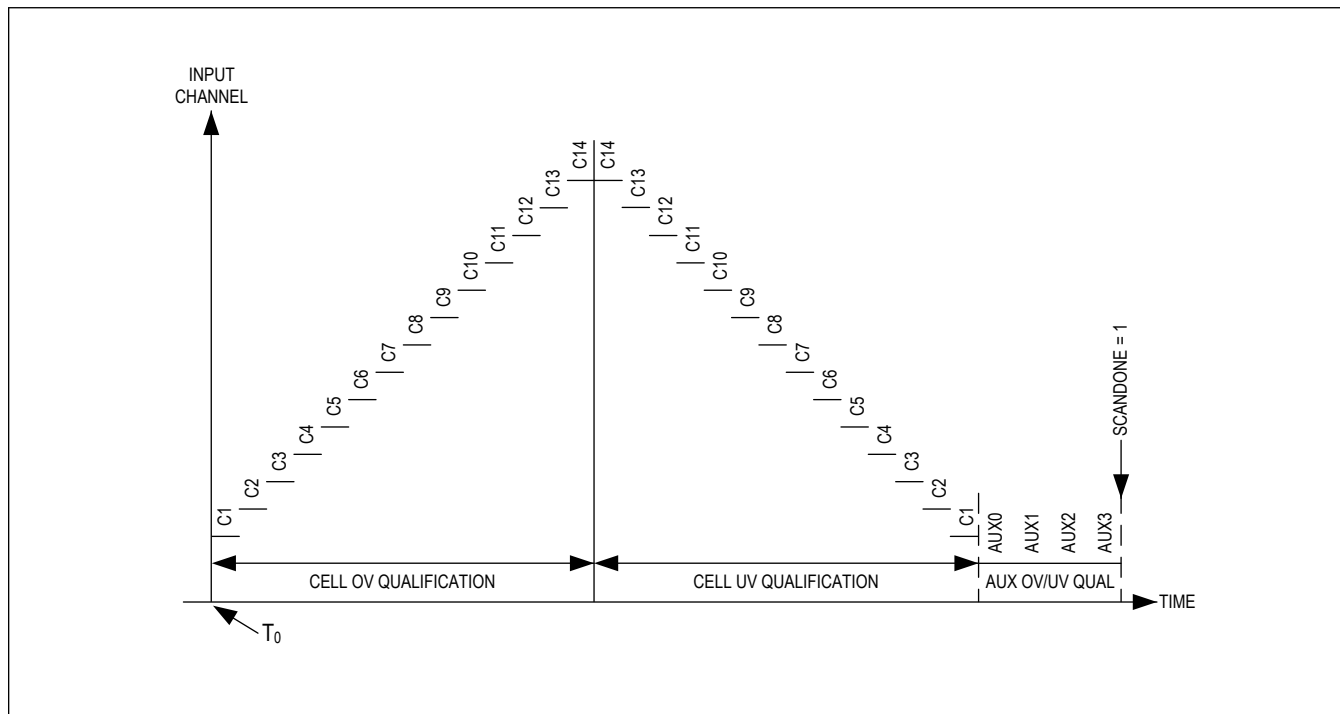 INPUT
CHANNEL
C1
C2
C3
C4
C5
C6
C7
C8
C9
C10
C11
C12
C13
C14
C14
C13
C12
C11
C10
C9
C8
C7
C6
C5
C4
C3
C2
C1
AUX0
AUX1
AUX2
AUX3
SCANDONE = 1
CELL OV QUALIFICATION
CELL UV QUALIFICATION
AUX OV/UV QUAL
TIME
T0